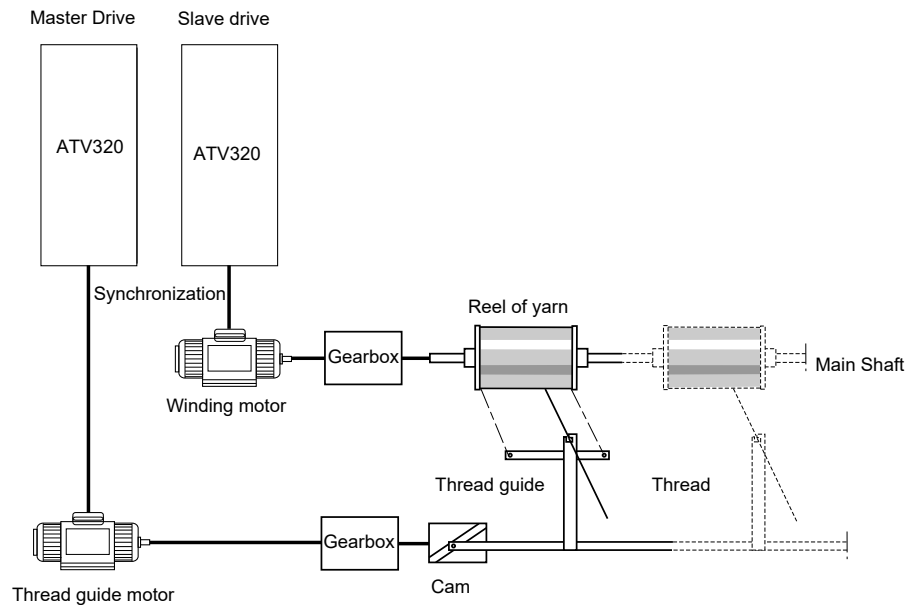 Master Drive
Slave drive
ATV320
ATV320
Synchronization
Reel of yarn
Gearbox
Main Shaft
Winding motor
Thread guide
Thread
Gearbox
Cam
Thread guide motor